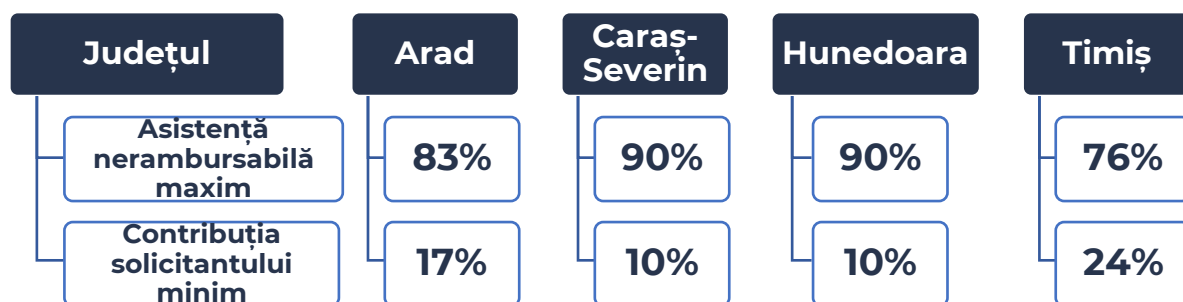 Județul
Arad
Caraș-
Severin
Hunedoara
Timiș
Asistență
nerambursabilă
maxim
83%
90%
90%
76%
Contribuția
solicitantului
minim
17%
10%
10%
24%